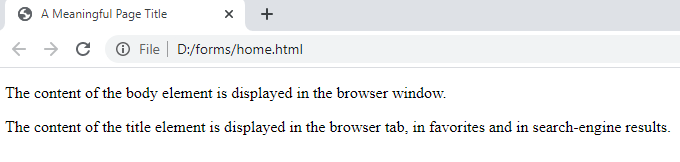 A Meaningful Page Title
File D:/forms/home.html
The content of the body element is displayed in the browser window.
The content of the title element is displayed in the browser tab, in favorites and in search-engine results.